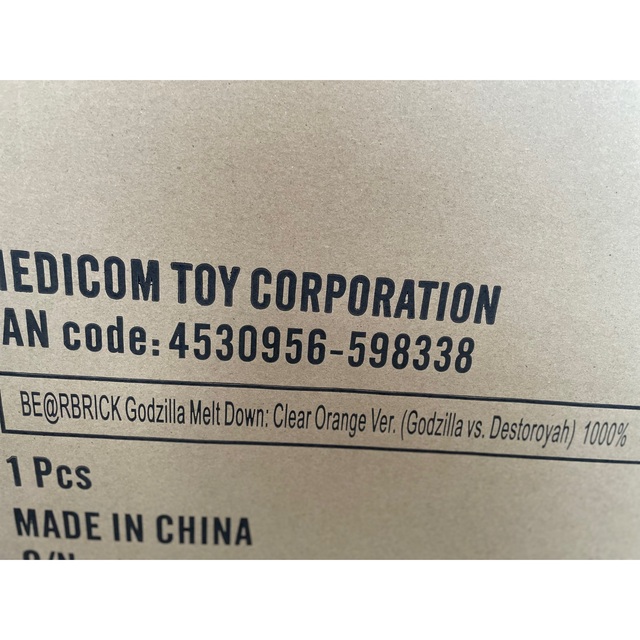 MEDICOM TOY CORPORATION
AN code: 4530956-598338
BE@RBRICK Godzilla Melt Down: Clear Orange Ver. (Godzilla vs. Destoroyah) 1000%
1 Pcs
MADE IN CHINA